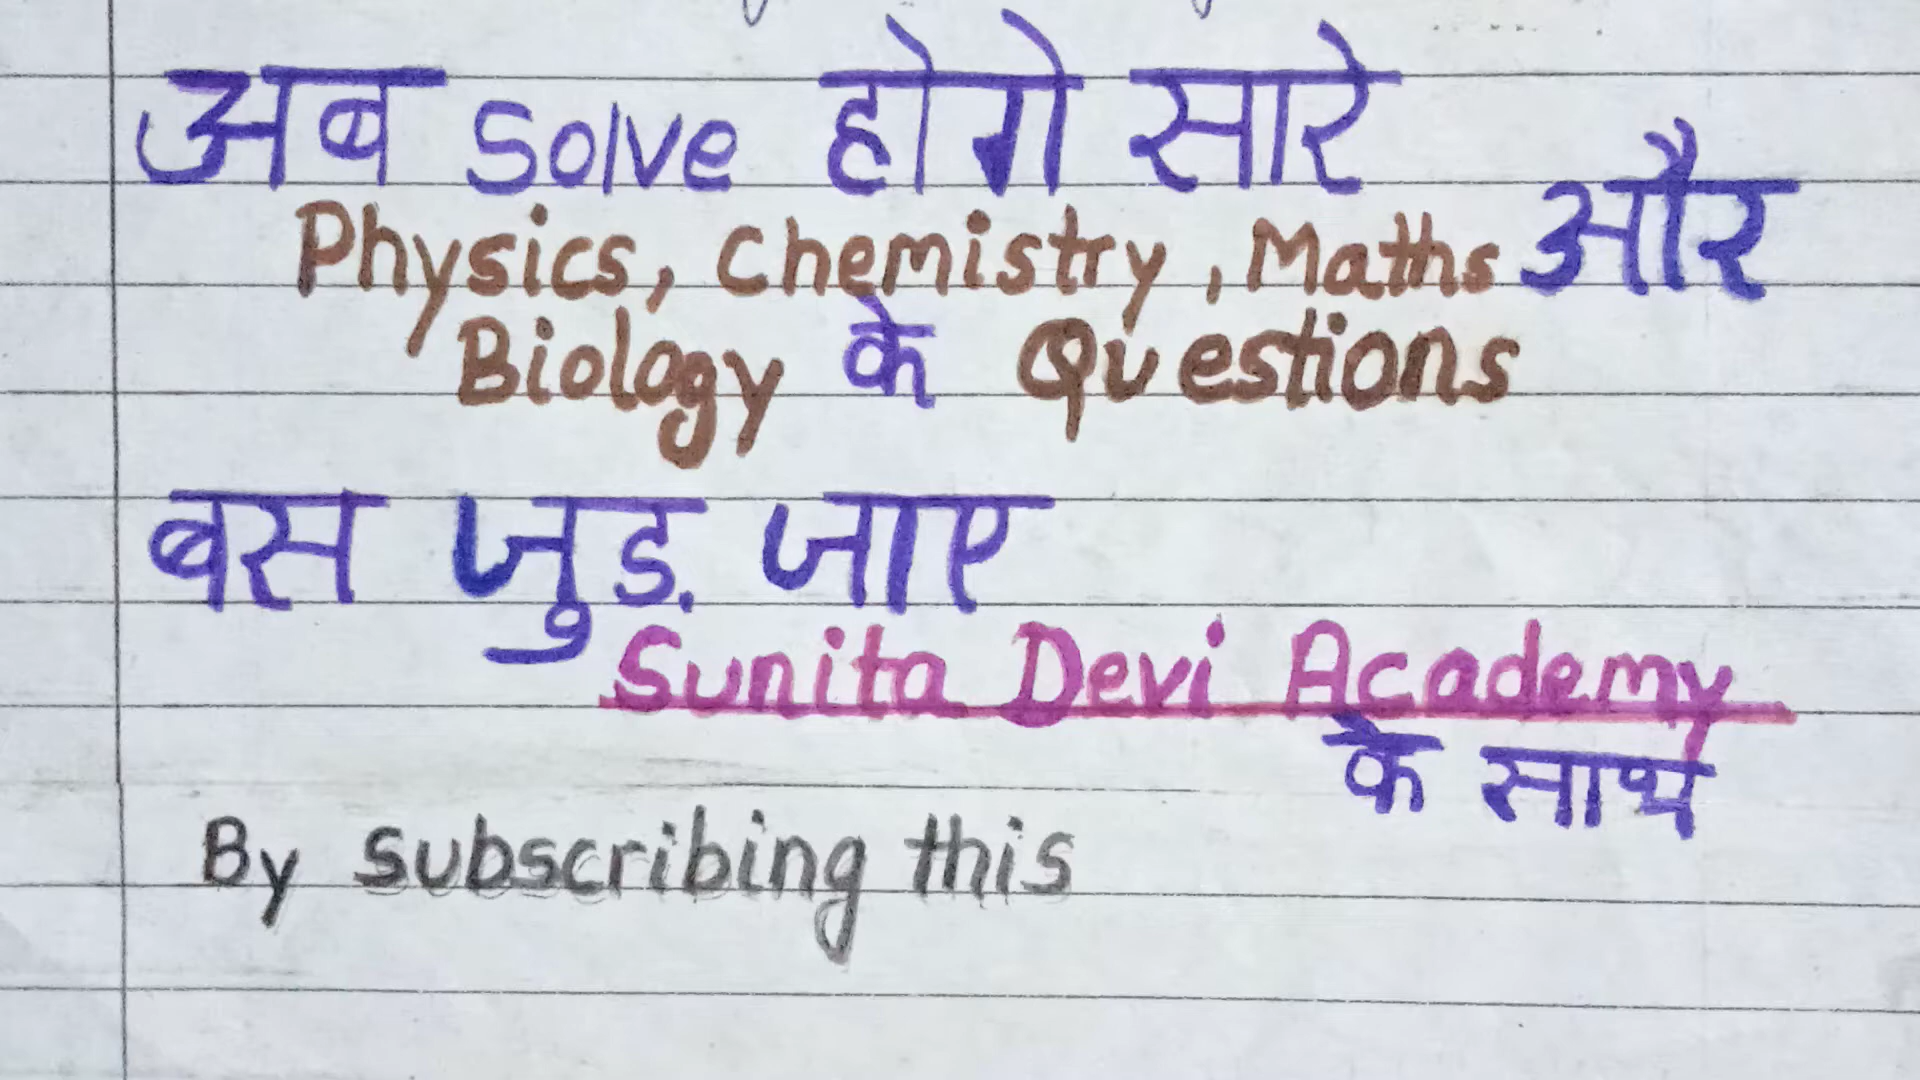 अब Solve होगे सारे
Physics, Chemistry, Maths और
Biology के Questions
बस जुड़ जाए
Sunita Devi Academy
के साथ
By subscribing this